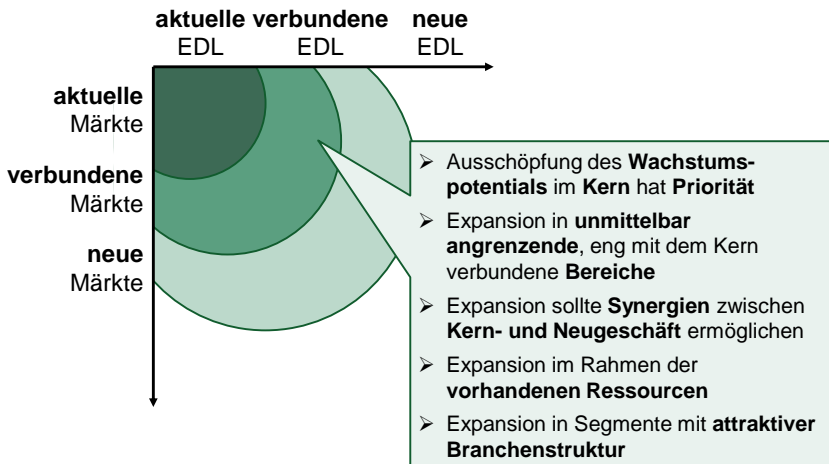 aktuelle verbundene neue
EDL EDL EDL
aktuelle
Märkte
verbundene
Märkte
neue
Märkte
➢ Ausschöpfung des Wachstums-
potentials im Kern hat Priorität
➢ Expansion in unmittelbar
angrenzende, eng mit dem Kern
verbundene Bereiche
➢ Expansion sollte Synergien zwischen
Kern- und Neugeschäft ermöglichen
➢ Expansion im Rahmen der
vorhandenen Ressourcen
➢ Expansion in Segmente mit attraktiver
Branchenstruktur